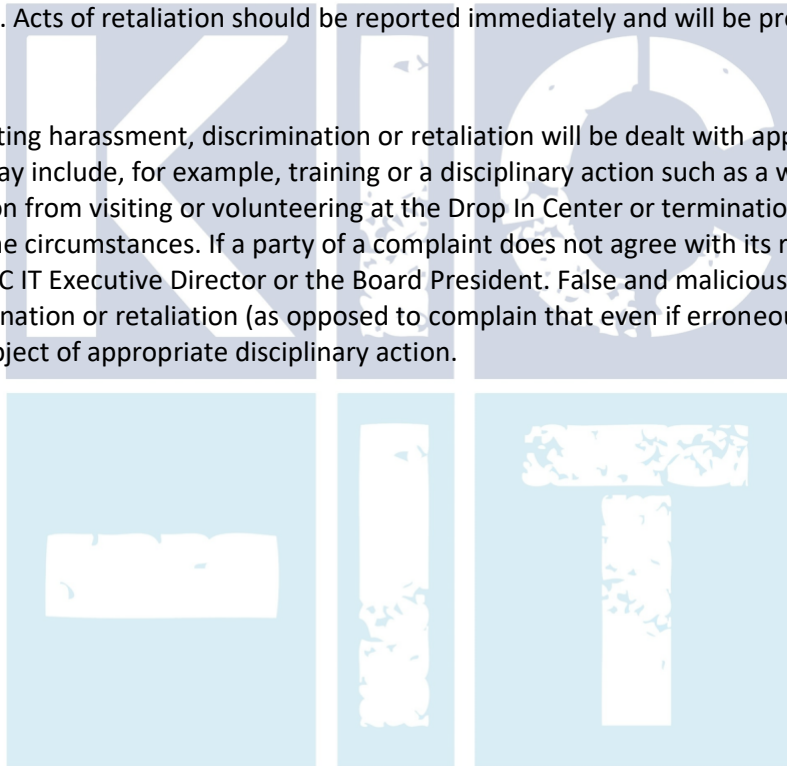 . Acts of retaliation should be reported immediately and will be pro
ting harassment, discrimination or retaliation will be dealt with app
ay include, for example, training or a disciplinary action such as a w
on from visiting or volunteering at the Drop In Center or terminatio
he circumstances. If a party of a complaint does not agree with its r
C IT Executive Director or the Board President. False and malicious
nation or retaliation (as opposed to complain that even if erroneou
bject of appropriate disciplinary action.
KIC
-IT